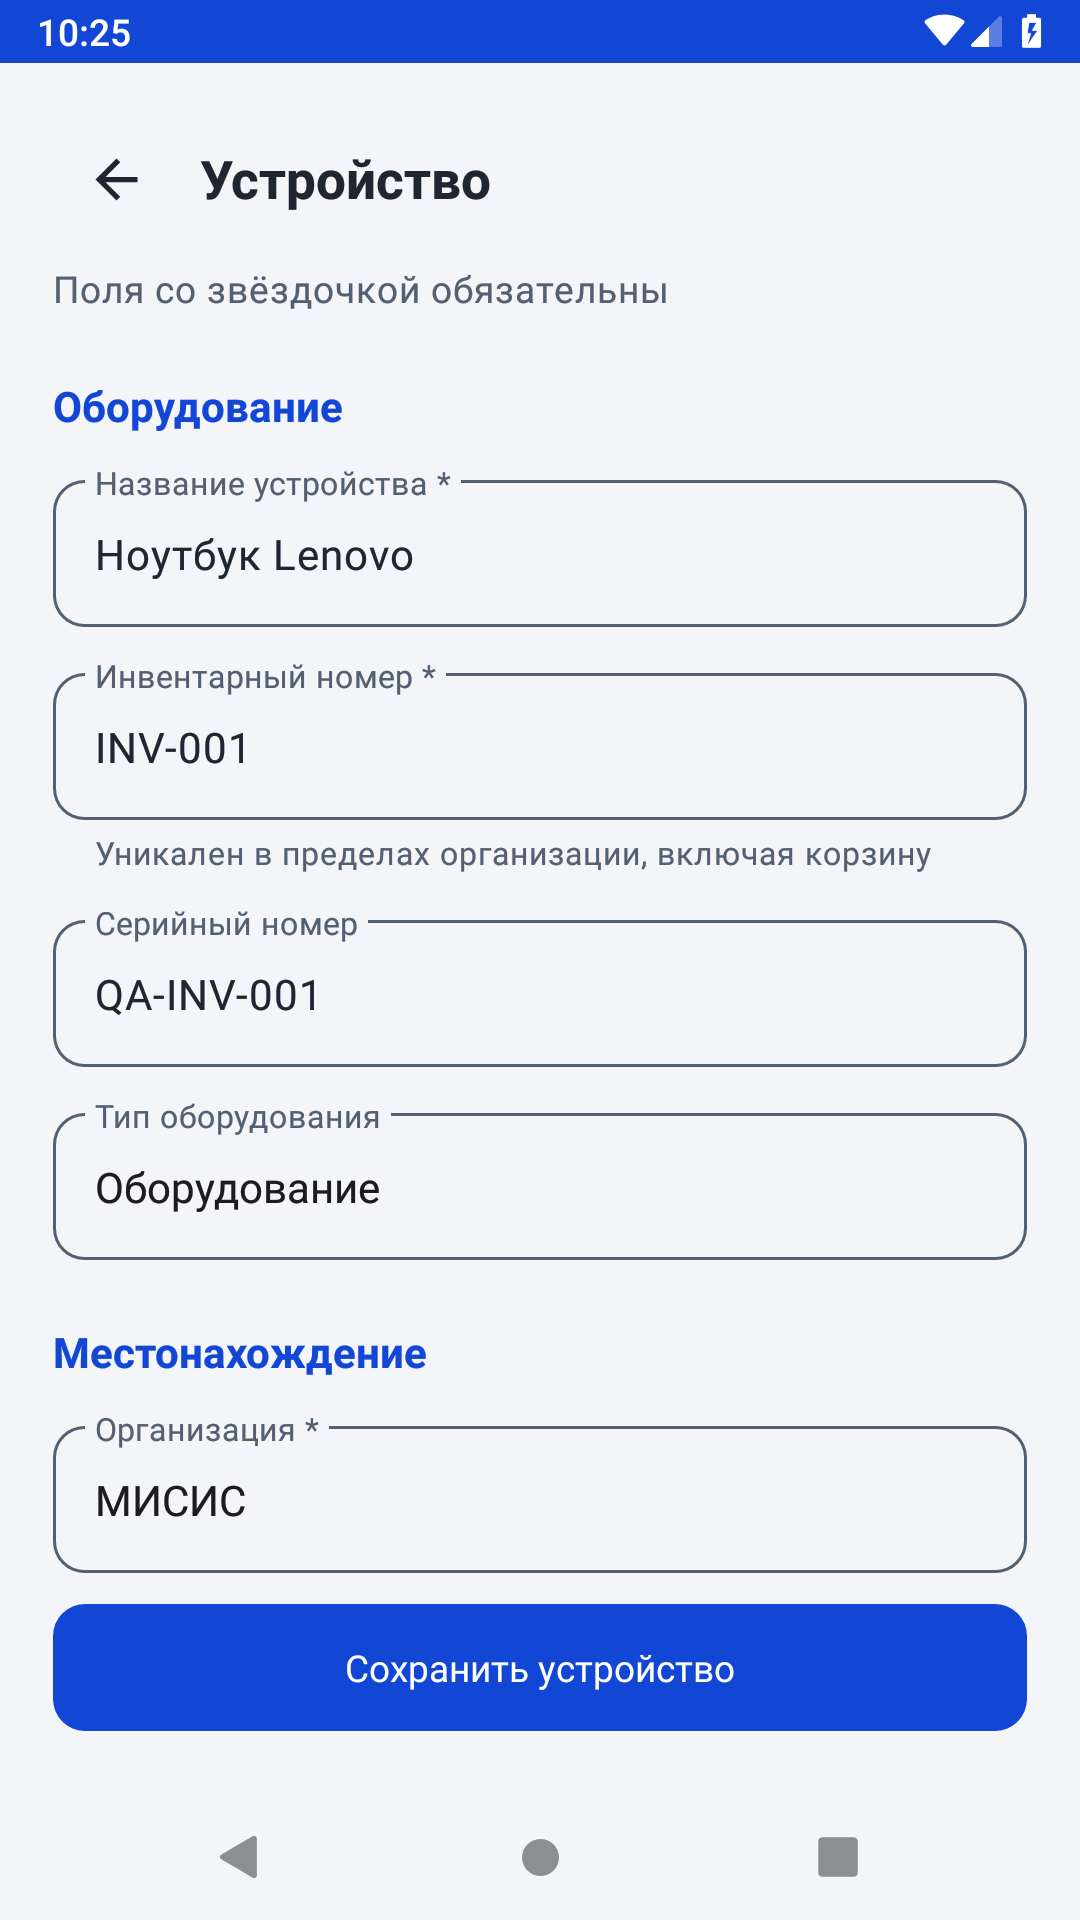 10:25
Устройство
Поля со звёздочкой обязательны
Оборудование
Название устройства *
Ноутбук Lenovo
Инвентарный номер *
INV-001
Уникален в пределах организации, включая корзину
Серийный номер
QA-INV-001
Тип оборудования
Оборудование
Местонахождение
Организация *
МИСИС
Сохранить устройство